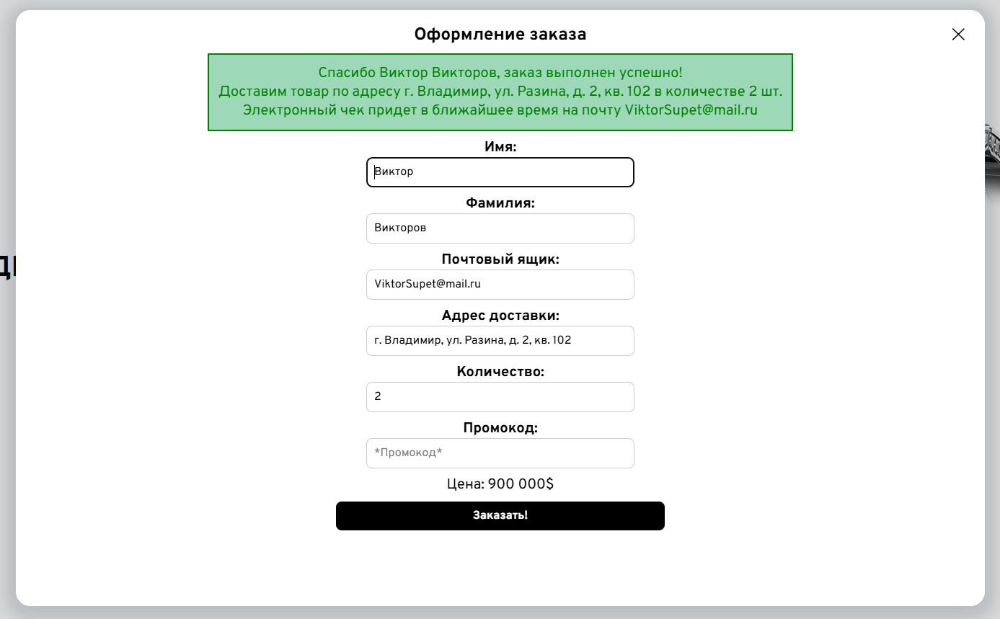 Оформление заказа
Спасибо Виктор Викторов, заказ выполнен успешно!
Доставим товар по адресу г. Владимир, ул. Разина, д. 2, кв. 102 в количестве 2 шт.
Электронный чек придет в ближайшее время на почту ViktorSupet@mail.ru
Имя:
Виктор
Фамилия:
Викторов
Почтовый ящик:
ViktorSupet@mail.ru
Адрес доставки:
г. Владимир, ул. Разина, д. 2, кв. 102
Количество:
2
Промокод:
*Промокод*
Цена: 900 000$
Заказать!